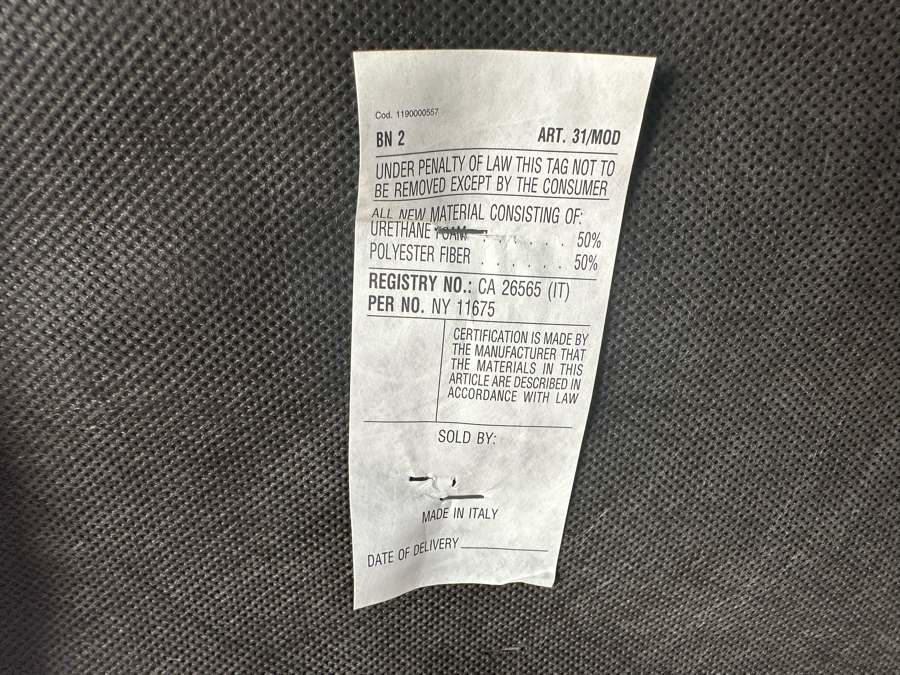 Cod. 1190000557
BN 2 ART. 31/MOD
UNDER PENALTY OF LAW THIS TAG NOT TO
BE REMOVED EXCEPT BY THE CONSUMER
ALL NEW MATERIAL CONSISTING OF:
URETHANE FOAM . . . . . . 50%
POLYESTER FIBER . . . . . . 50%
REGISTRY NO.: CA 26565 (IT)
PER NO. NY 11675
CERTIFICATION IS MADE BY
THE MANUFACTURER THAT
THE MATERIALS IN THIS
ARTICLE ARE DESCRIBED IN
ACCORDANCE WITH LAW
SOLD BY:
MADE IN ITALY
DATE OF DELIVERY